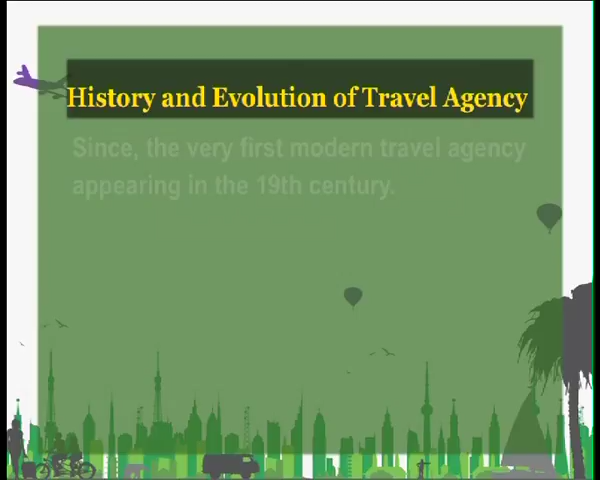 History and Evolution of Travel Agency
Since, the very first modern travel agency
appearing in the 19th century.